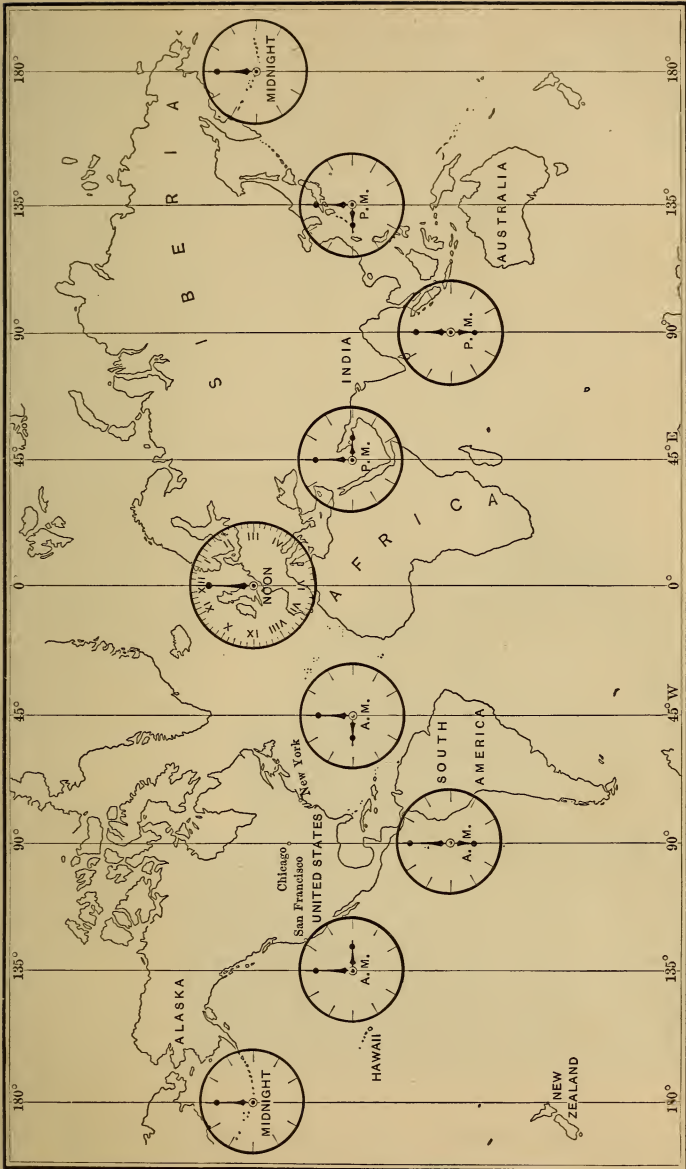 180°
135°
90°
45°
0°
45°
90°
135°
180°
ALASKA
SIBERIA
MIDNIGHT
XII
II
III
IV
VI
VII
VIII
IX
X
XI
NOON
MIDNIGHT
Chicago
San Francisco
UNITED STATES
New York
INDIA
A.M.
A.M.
P.M.
P.M.
HAWAII
AFRICA
A.M.
SOUTH
AMERICA
P.M.
AUSTRALIA
NEW
ZEALAND
180°
135°
90°
45° W
0°
45° E
90°
135°
180°